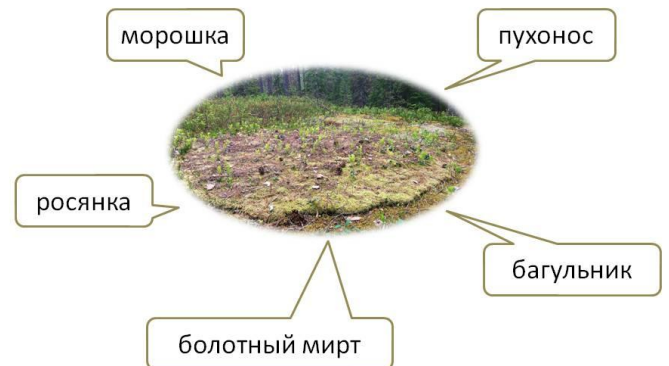 морошка
пухонос
росянка
багульник
болотный мирт